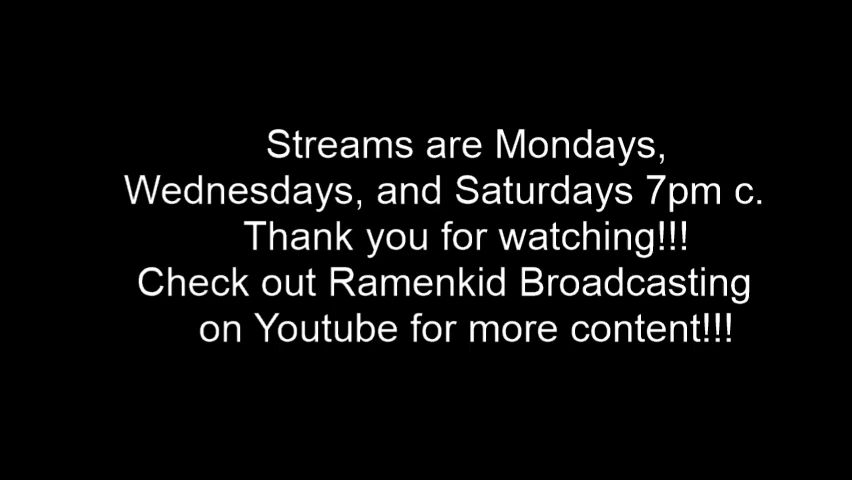 Streams are Mondays,
Wednesdays, and Saturdays 7pm c.
Thank you for watching!!!
Check out Ramenkid Broadcasting
on Youtube for more content!!!